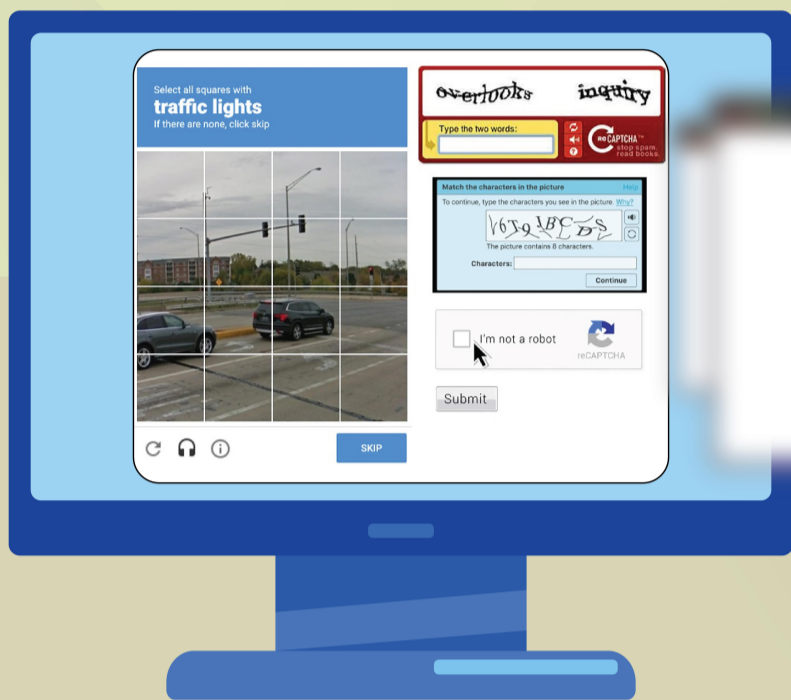 Select all squares with
traffic lights
If there are none, click skip
SKIP
overlooks inquiry
Type the two words:
reCAPTCHA™
stop spam.
read books.
Match the characters in the picture
Help
To continue, type the characters you see in the picture. Why?
The picture contains 8 characters.
Characters:
Continue
I'm not a robot
reCAPTCHA
Submit